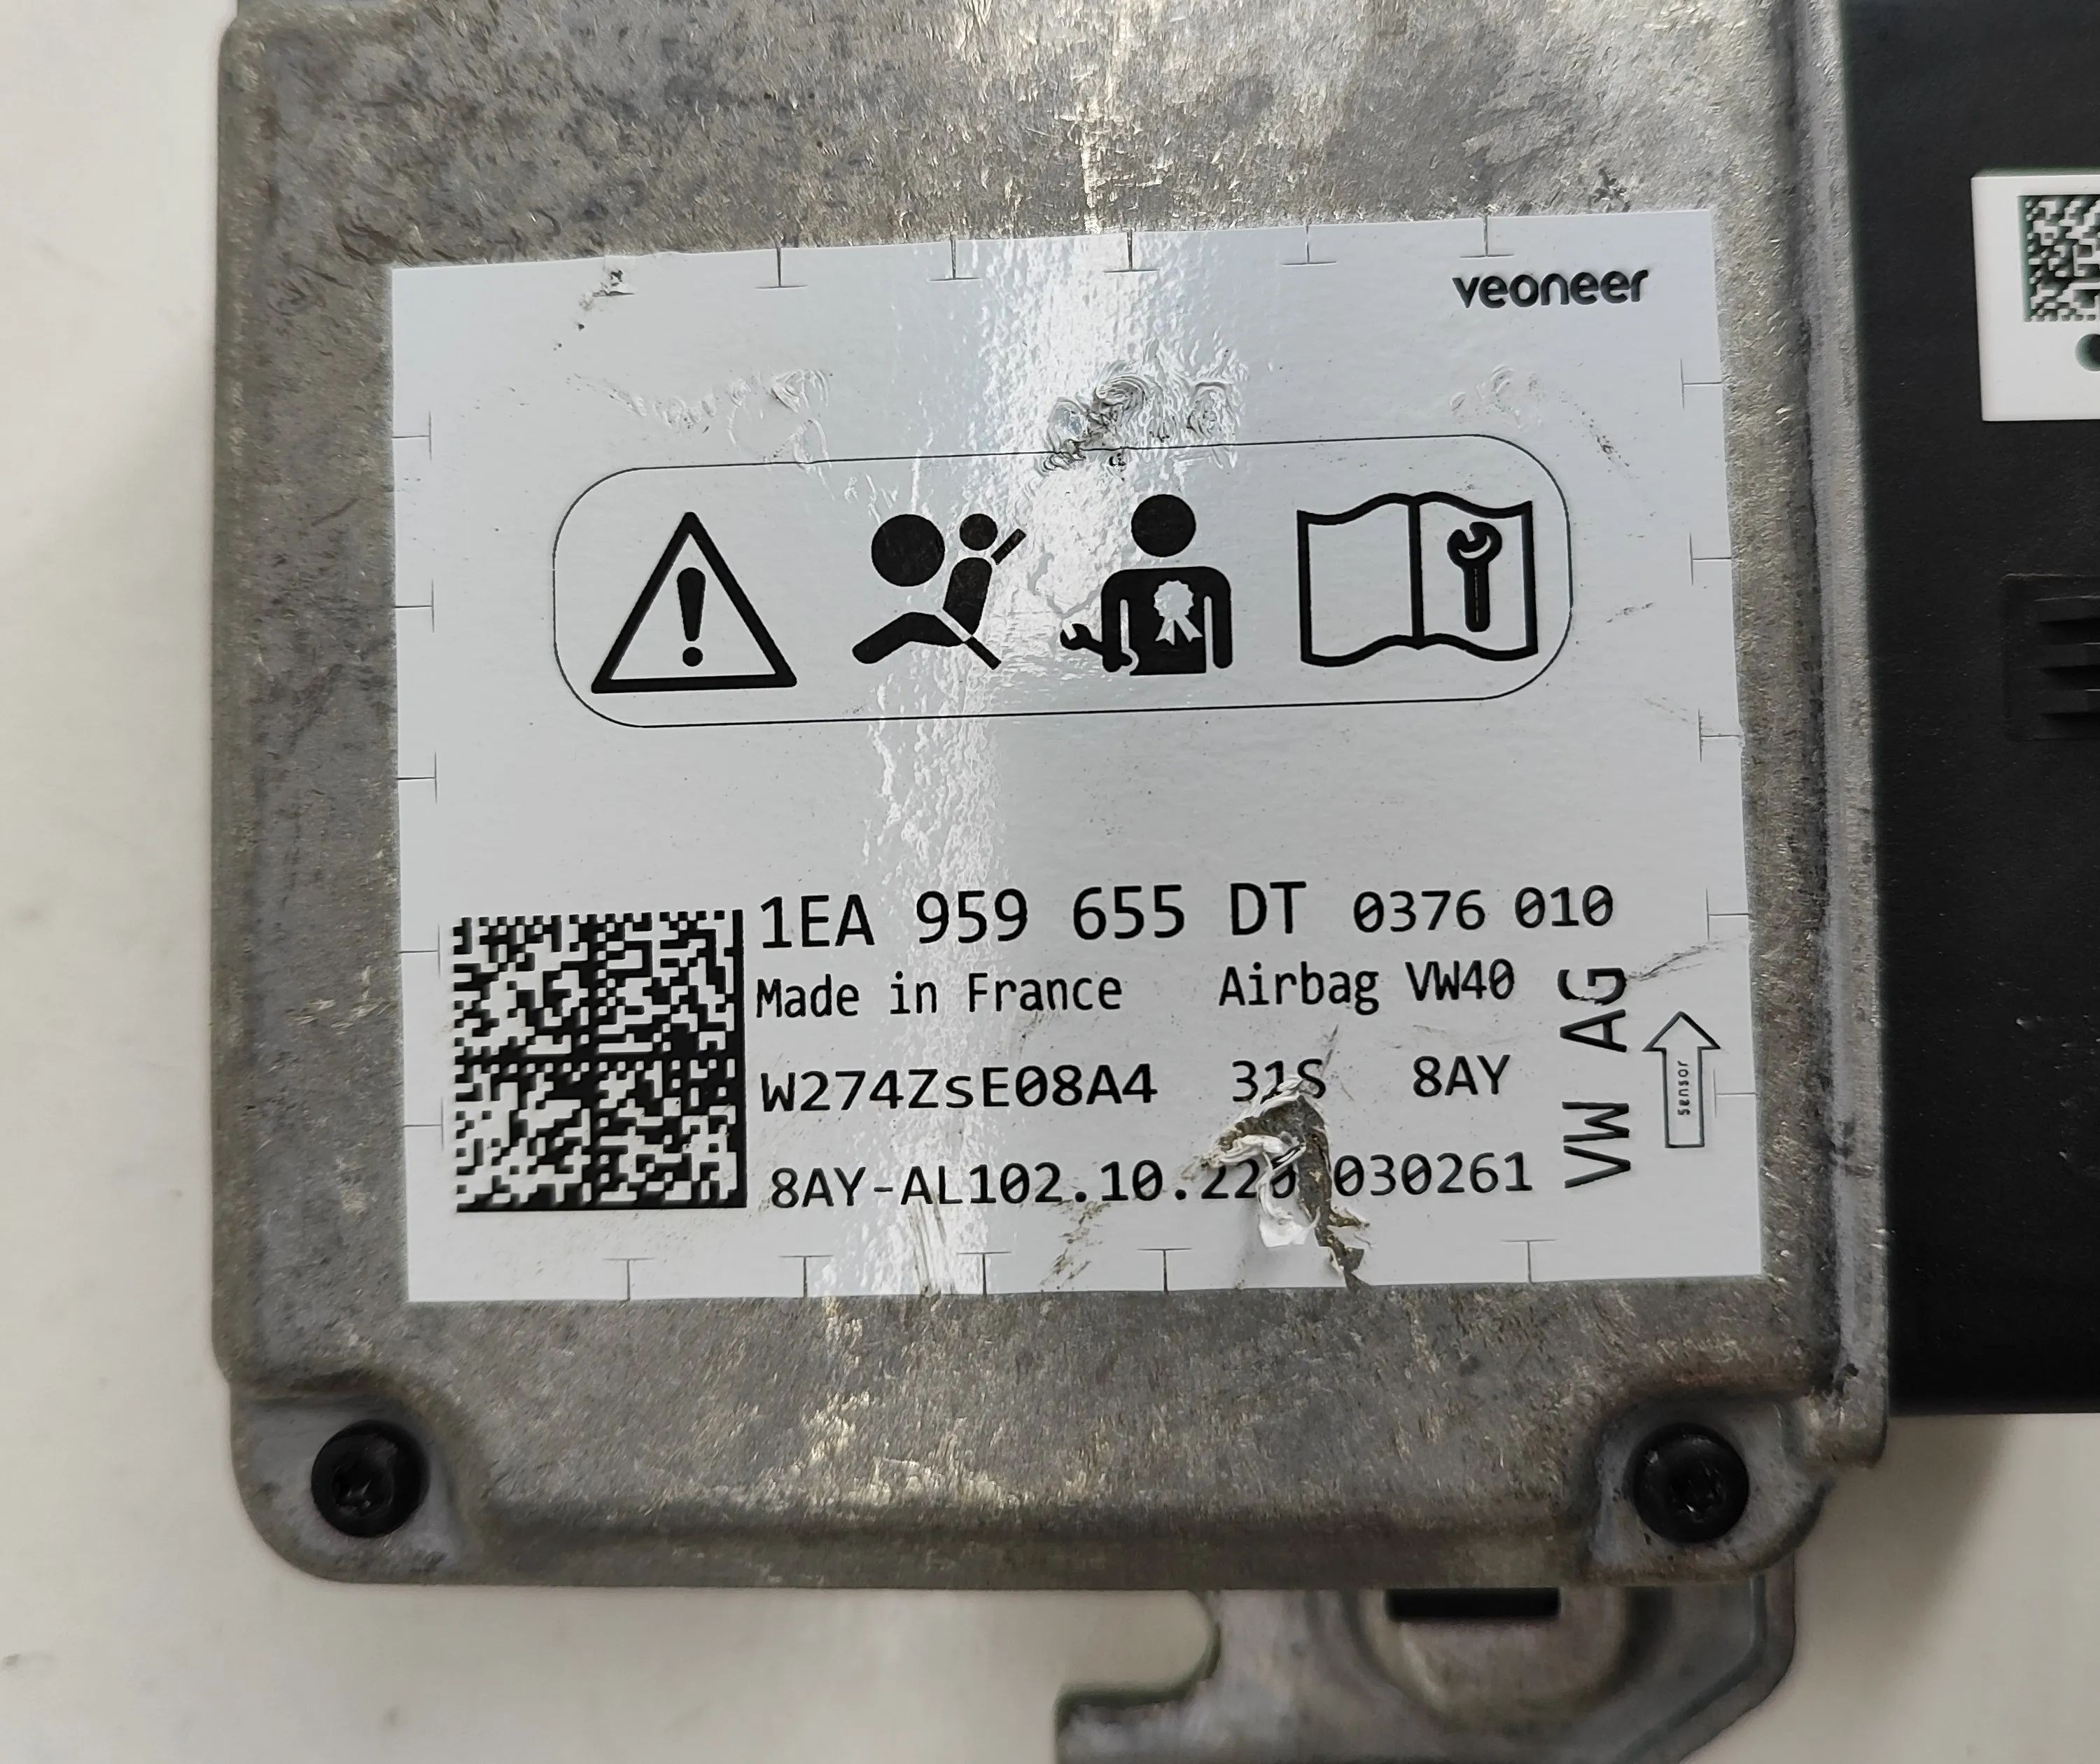 veoneer
1EA 959 655 DT 0376 010
Made in France Airbag VW40
W274ZsE08A4 31S 8AY
8AY-AL102.10.220 030261
VW AG
Sensor